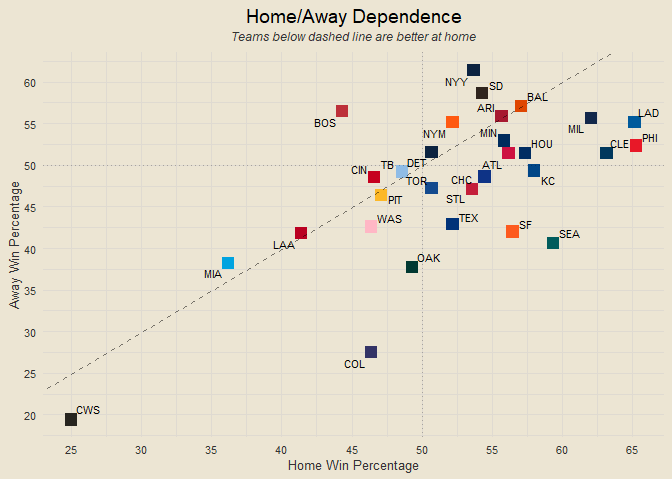 Home/Away Dependence
Teams below dashed line are better at home
Away Win Percentage
60
55
50
45
40
35
30
25
20
NYY
SD
BAL
ARI
LAD
BOS
NYM
MIN
MIL
PHI
HOU
CLE
CIN
TB
DET
ATL
TOR
CHC
KC
PIT
STL
WAS
TEX
SF
SEA
LAA
OAK
MIA
COL
CWS
25
30
35
40
45
50
55
60
65
Home Win Percentage